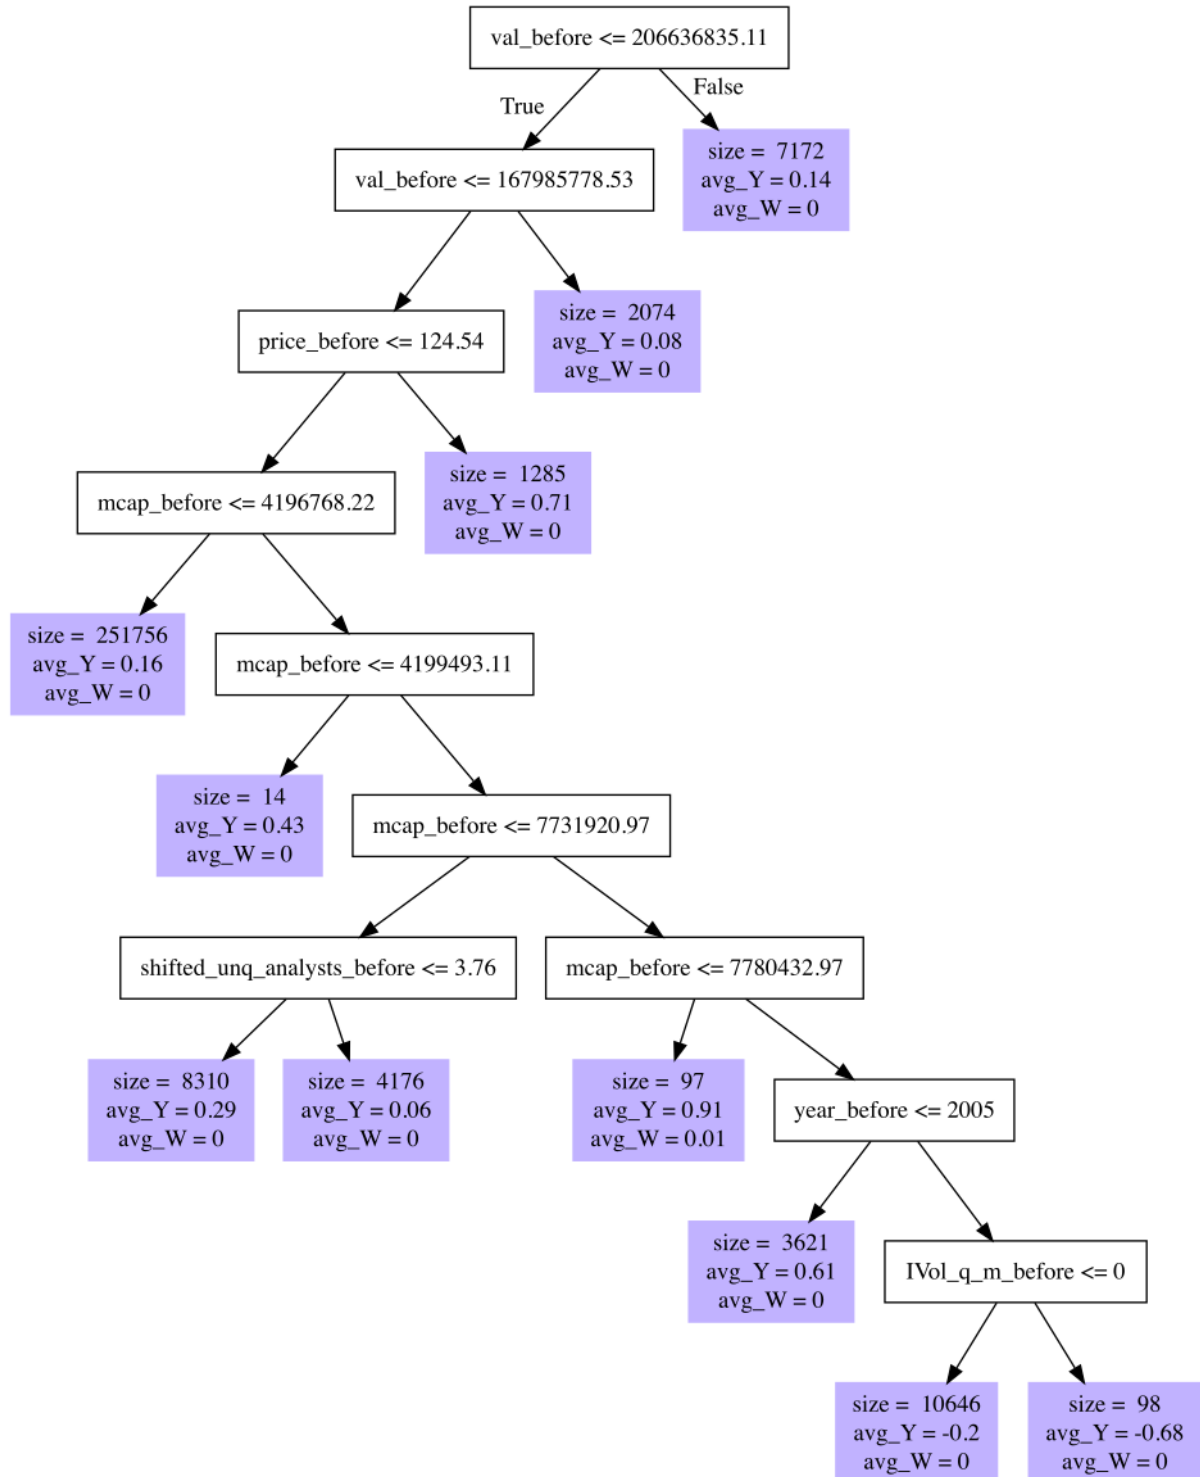 val_before <= 206636835.11
True
False
size = 7172
avg_Y = 0.14
avg_W = 0
val_before <= 167985778.53
size = 2074
avg_Y = 0.08
avg_W = 0
price_before <= 124.54
size = 1285
avg_Y = 0.71
avg_W = 0
mcap_before <= 4196768.22
size = 251756
avg_Y = 0.16
avg_W = 0
mcap_before <= 4199493.11
size = 14
avg_Y = 0.43
avg_W = 0
mcap_before <= 7731920.97
shifted_unq_analysts_before <= 3.76
mcap_before <= 7780432.97
size = 8310
avg_Y = 0.29
avg_W = 0
size = 4176
avg_Y = 0.06
avg_W = 0
size = 97
avg_Y = 0.91
avg_W = 0.01
year_before <= 2005
size = 3621
avg_Y = 0.61
avg_W = 0
IVol_q_m_before <= 0
size = 10646
avg_Y = -0.2
avg_W = 0
size = 98
avg_Y = -0.68
avg_W = 0